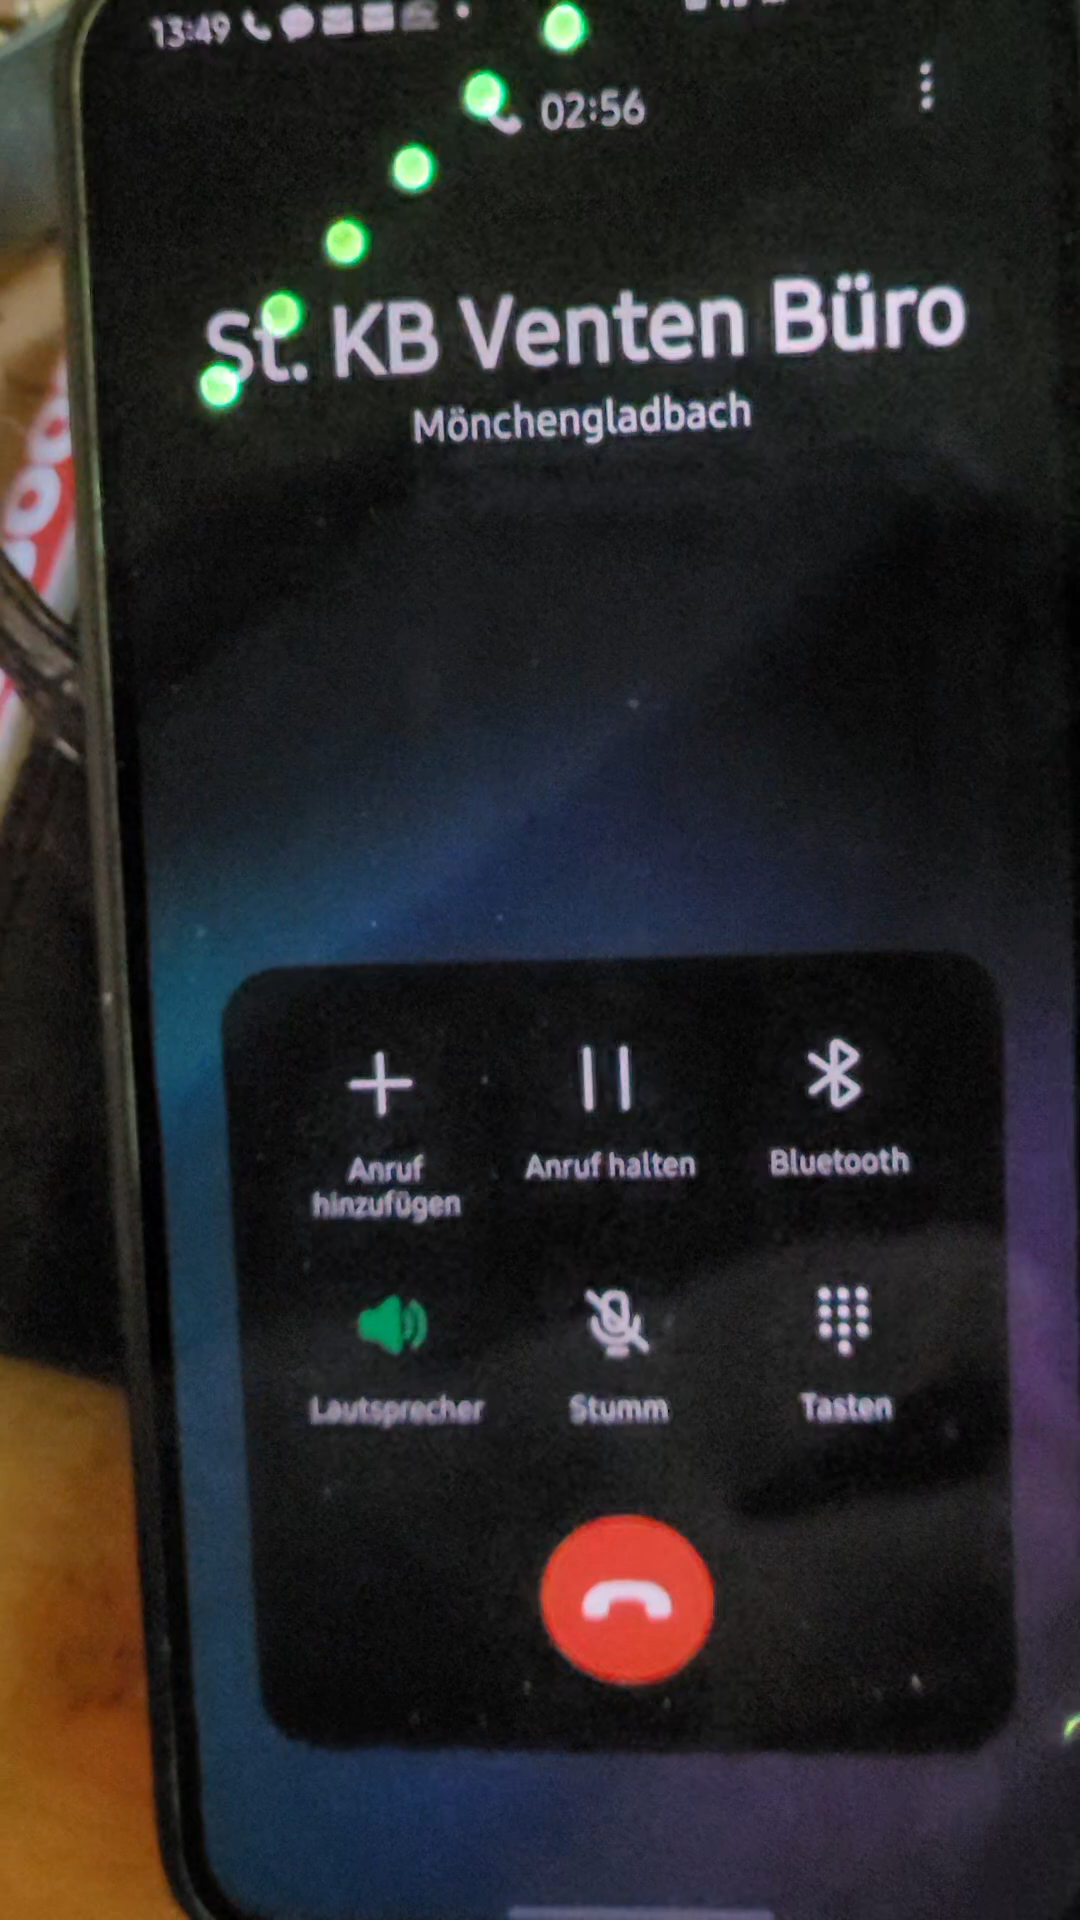 13:49
02:56
St. KB Venten Büro
Mönchengladbach
Anruf
hinzufügen
Anruf halten
Bluetooth
Lautsprecher
Stumm
Tasten